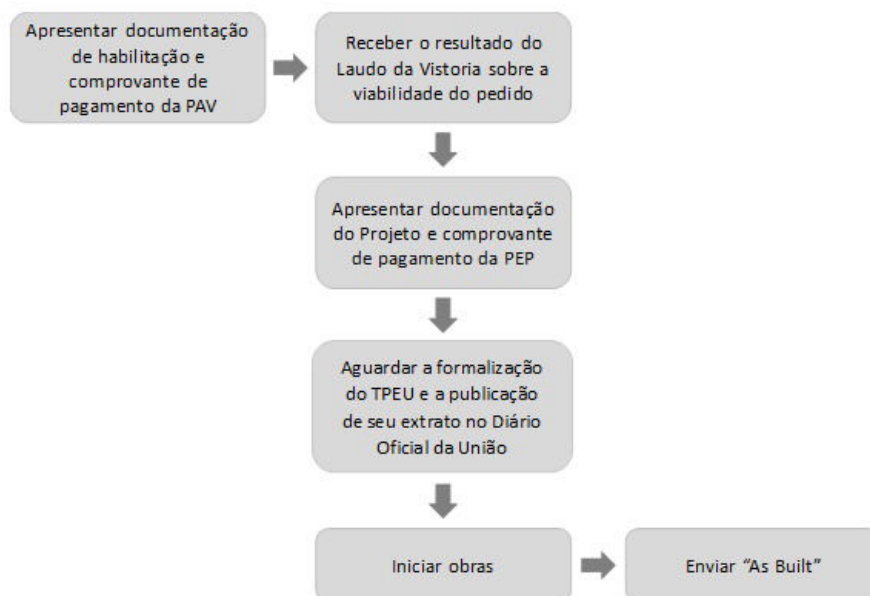 Apresentar documentação
de habilitação e
comprovante de
pagamento da PAV
Receber o resultado do
Laudo da Vistoria sobre a
viabilidade do pedido
Apresentar documentação
do Projeto e comprovante
de pagamento da PEP
Aguardar a formalização
do TPEU e a publicação
de seu extrato no Diário
Oficial da União
Iniciar obras
Enviar “As Built”